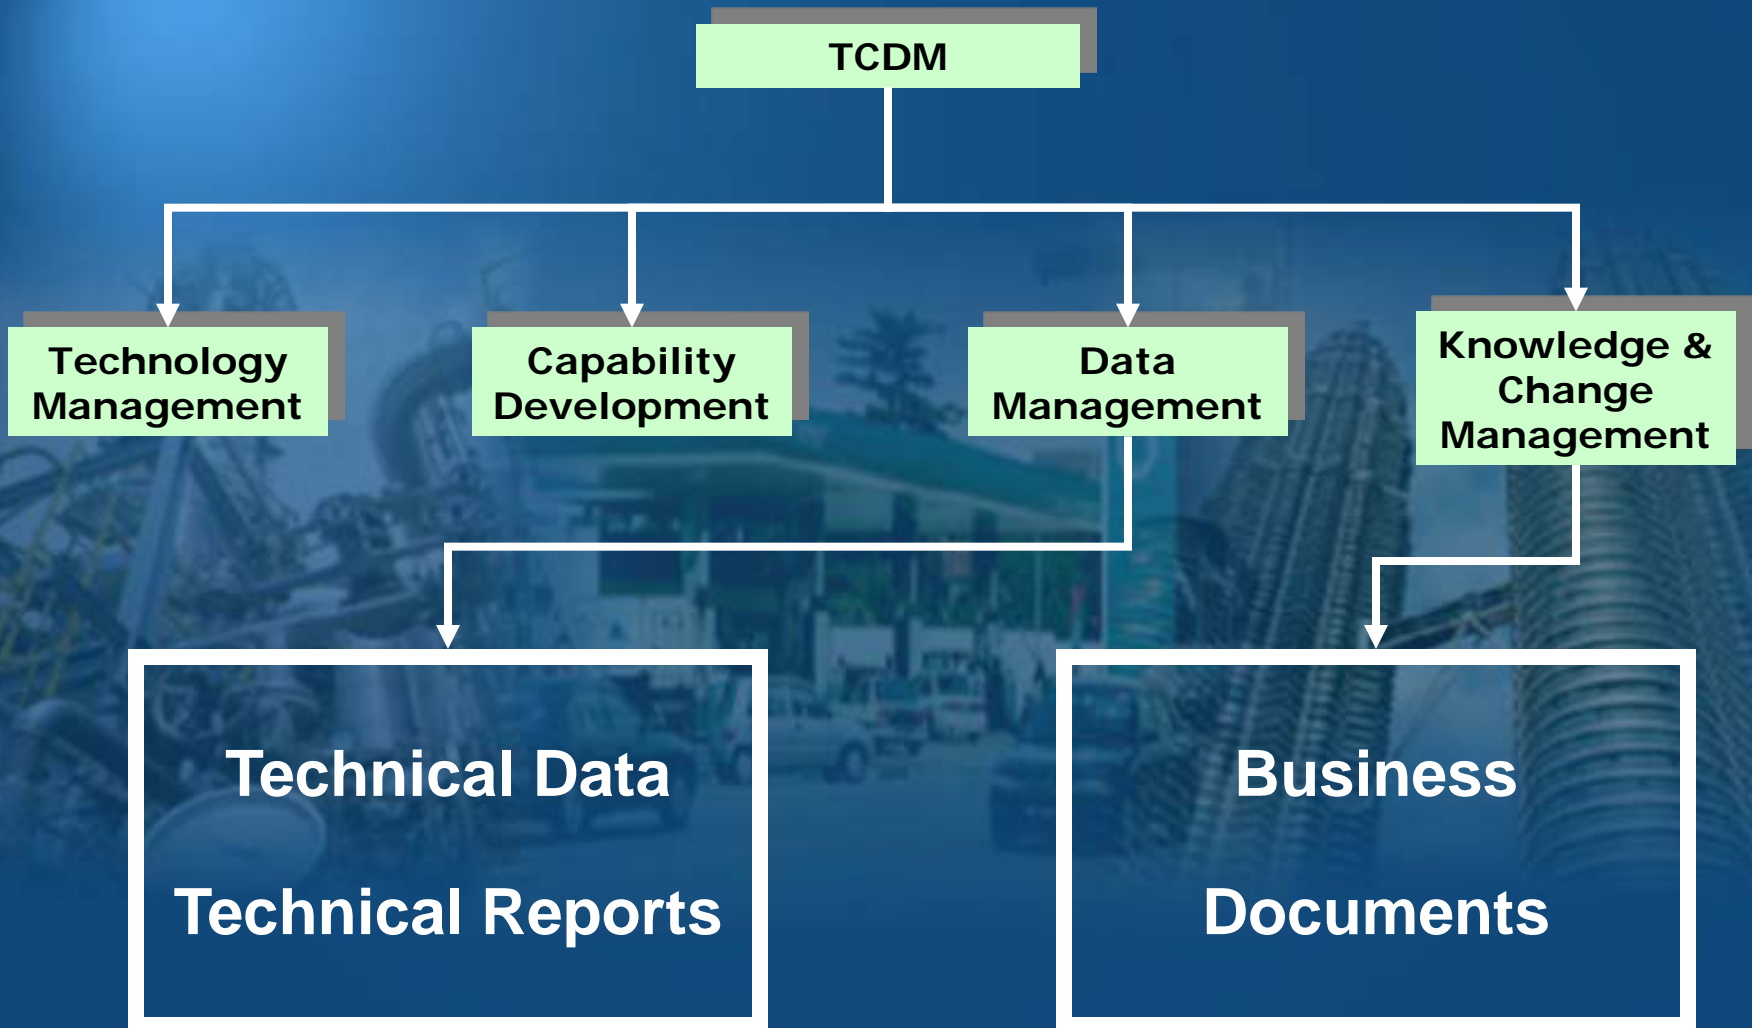 TCDM
Technology
Management
Capability
Development
Data
Management
Knowledge &
Change
Management
Technical Data
Technical Reports
Business
Documents